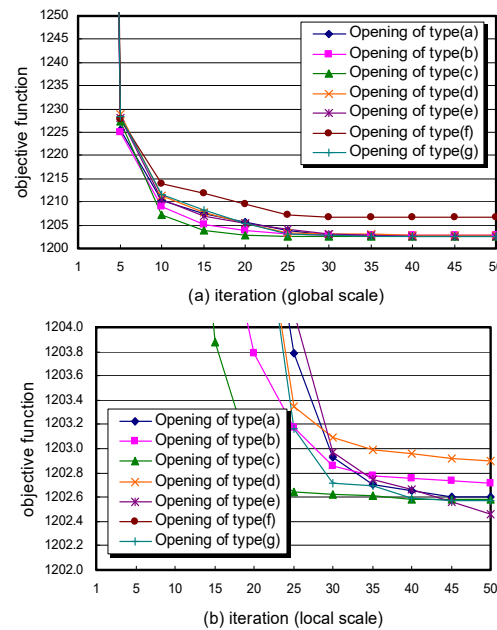 1250
1245
1240
1235
1230
1225
1220
1215
1210
1205
1200
objective function
Opening of type(a)
Opening of type(b)
Opening of type(c)
Opening of type(d)
Opening of type(e)
Opening of type(f)
Opening of type(g)
1 5 10 15 20 25 30 35 40 45 50
(a) iteration (global scale)
1204.0
1203.8
1203.6
1203.4
1203.2
1203.0
1202.8
1202.6
1202.4
1202.2
1202.0
objective function
Opening of type(a)
Opening of type(b)
Opening of type(c)
Opening of type(d)
Opening of type(e)
Opening of type(f)
Opening of type(g)
1 5 10 15 20 25 30 35 40 45 50
(b) iteration (local scale)